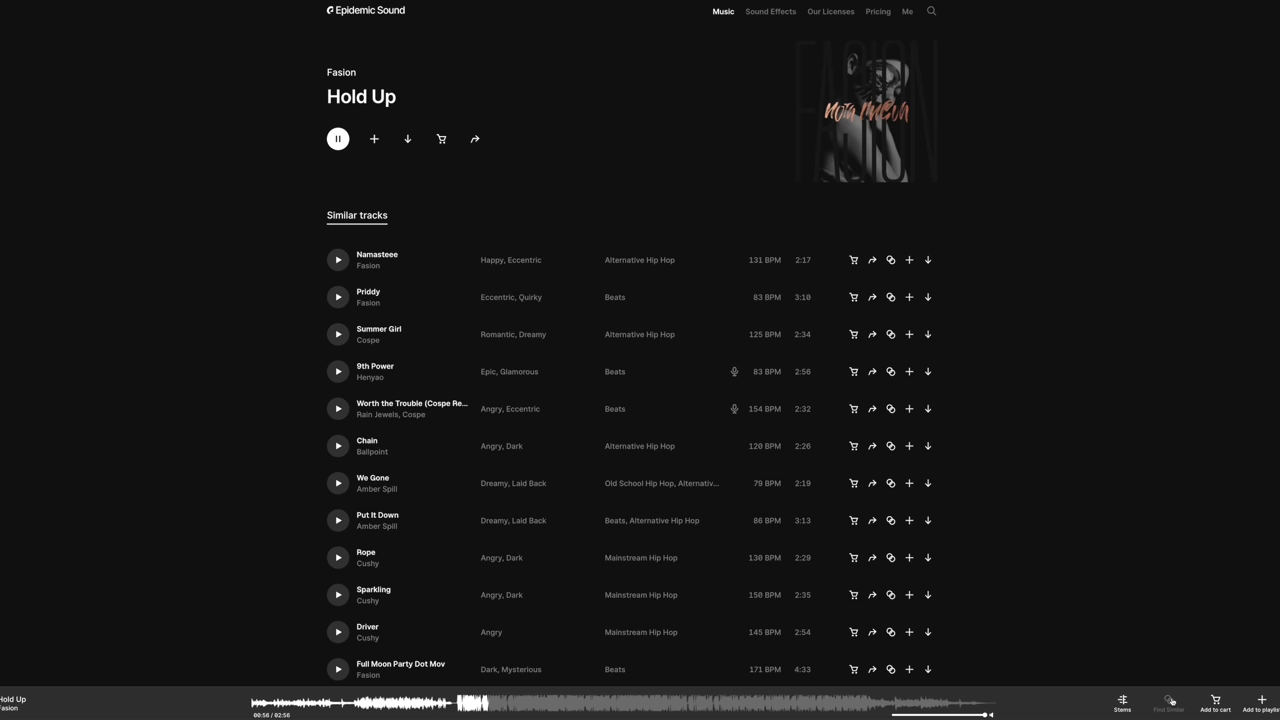 Epidemic Sound
Music Sound Effects Our Licenses Pricing Me
Fasion
Hold Up
FASION
nota nueva
FASION
Similar tracks
Namasteee Happy, Eccentric Alternative Hip Hop 131 BPM 2:17
Fasion
Priddy Eccentric, Quirky Beats 83 BPM 3:10
Fasion
Summer Girl Romantic, Dreamy Alternative Hip Hop 125 BPM 2:34
Cospe
9th Power Epic, Glamorous Beats 83 BPM 2:56
Henyao
Worth the Trouble (Cospe Re... Angry, Eccentric Beats 154 BPM 2:32
Rain Jewels, Cospe
Chain Angry, Dark Alternative Hip Hop 120 BPM 2:26
Ballpoint
We Gone Dreamy, Laid Back Old School Hip Hop, Alternativ... 79 BPM 2:19
Amber Spill
Put It Down Dreamy, Laid Back Beats, Alternative Hip Hop 86 BPM 3:13
Amber Spill
Rope Angry, Dark Mainstream Hip Hop 130 BPM 2:29
Cushy
Sparkling Angry, Dark Mainstream Hip Hop 150 BPM 2:35
Cushy
Driver Angry Mainstream Hip Hop 145 BPM 2:54
Cushy
Full Moon Party Dot Mov Dark, Mysterious Beats 171 BPM 4:33
Fasion
Hold Up
Fasion
00:56 / 02:56
Stems Find Similar Add to cart Add to playlis